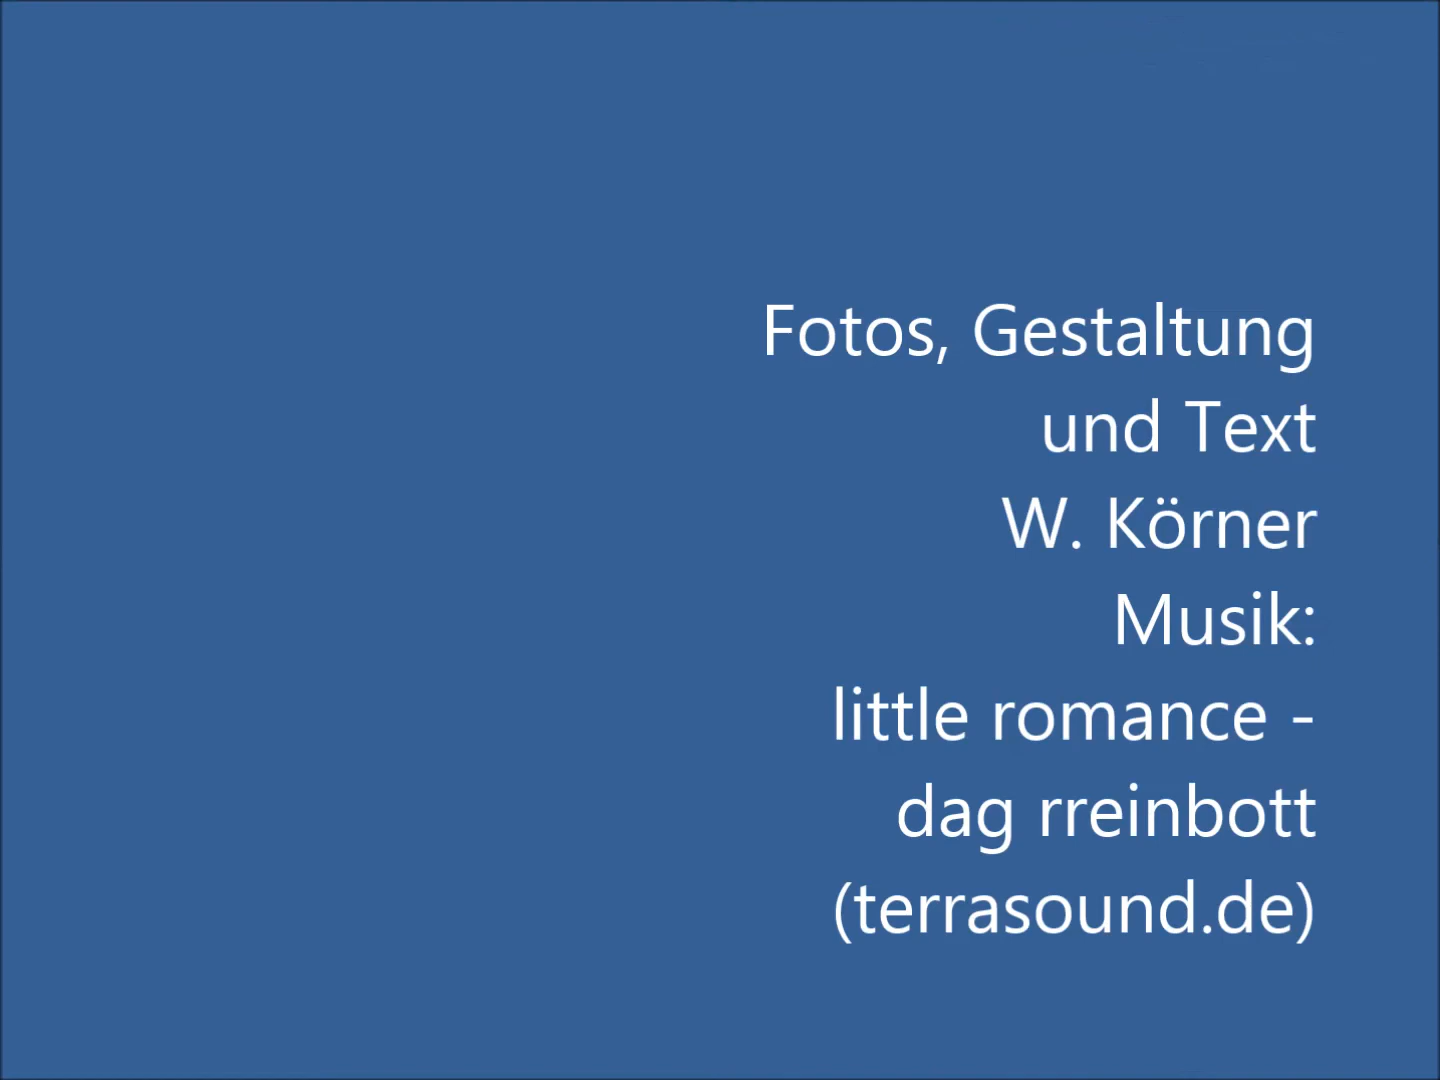 Fotos, Gestaltung
und Text
W. Körner
Musik:
little romance -
dag rreinbott
(terrasound.de)